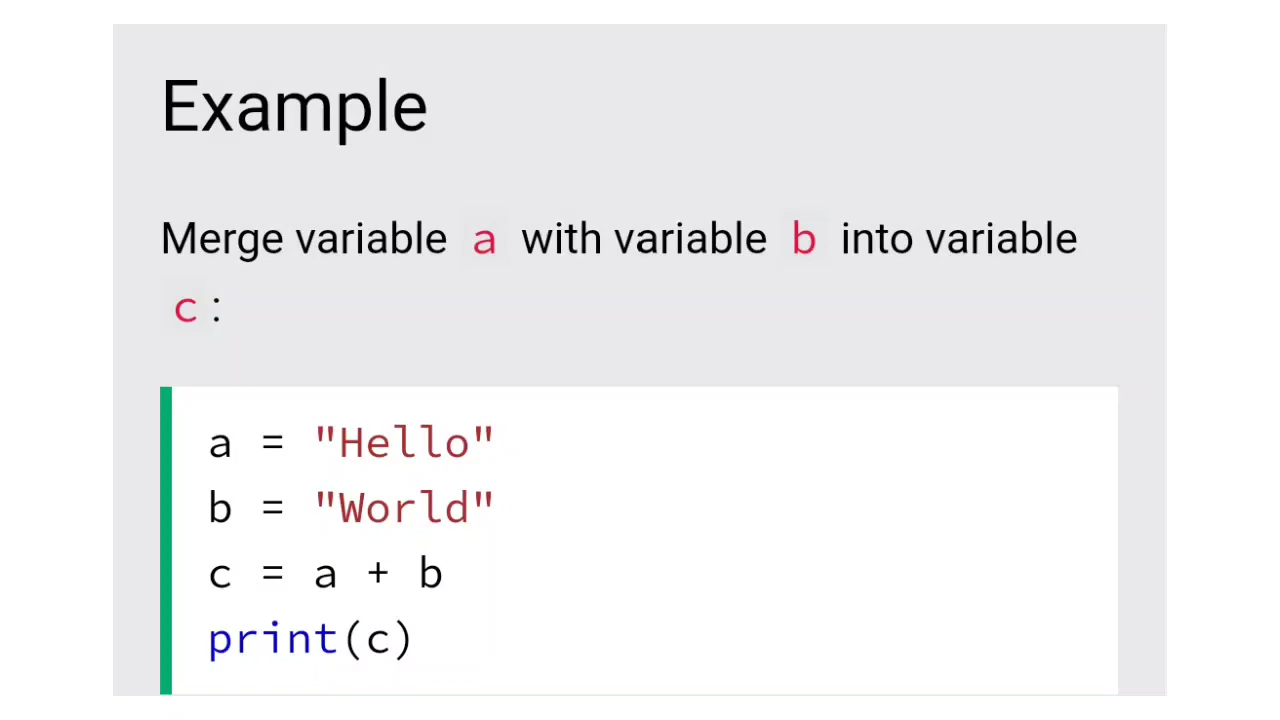 Example
Merge variable a with variable b into variable
c:
a = "Hello"
b = "World"
c = a + b
print(c)